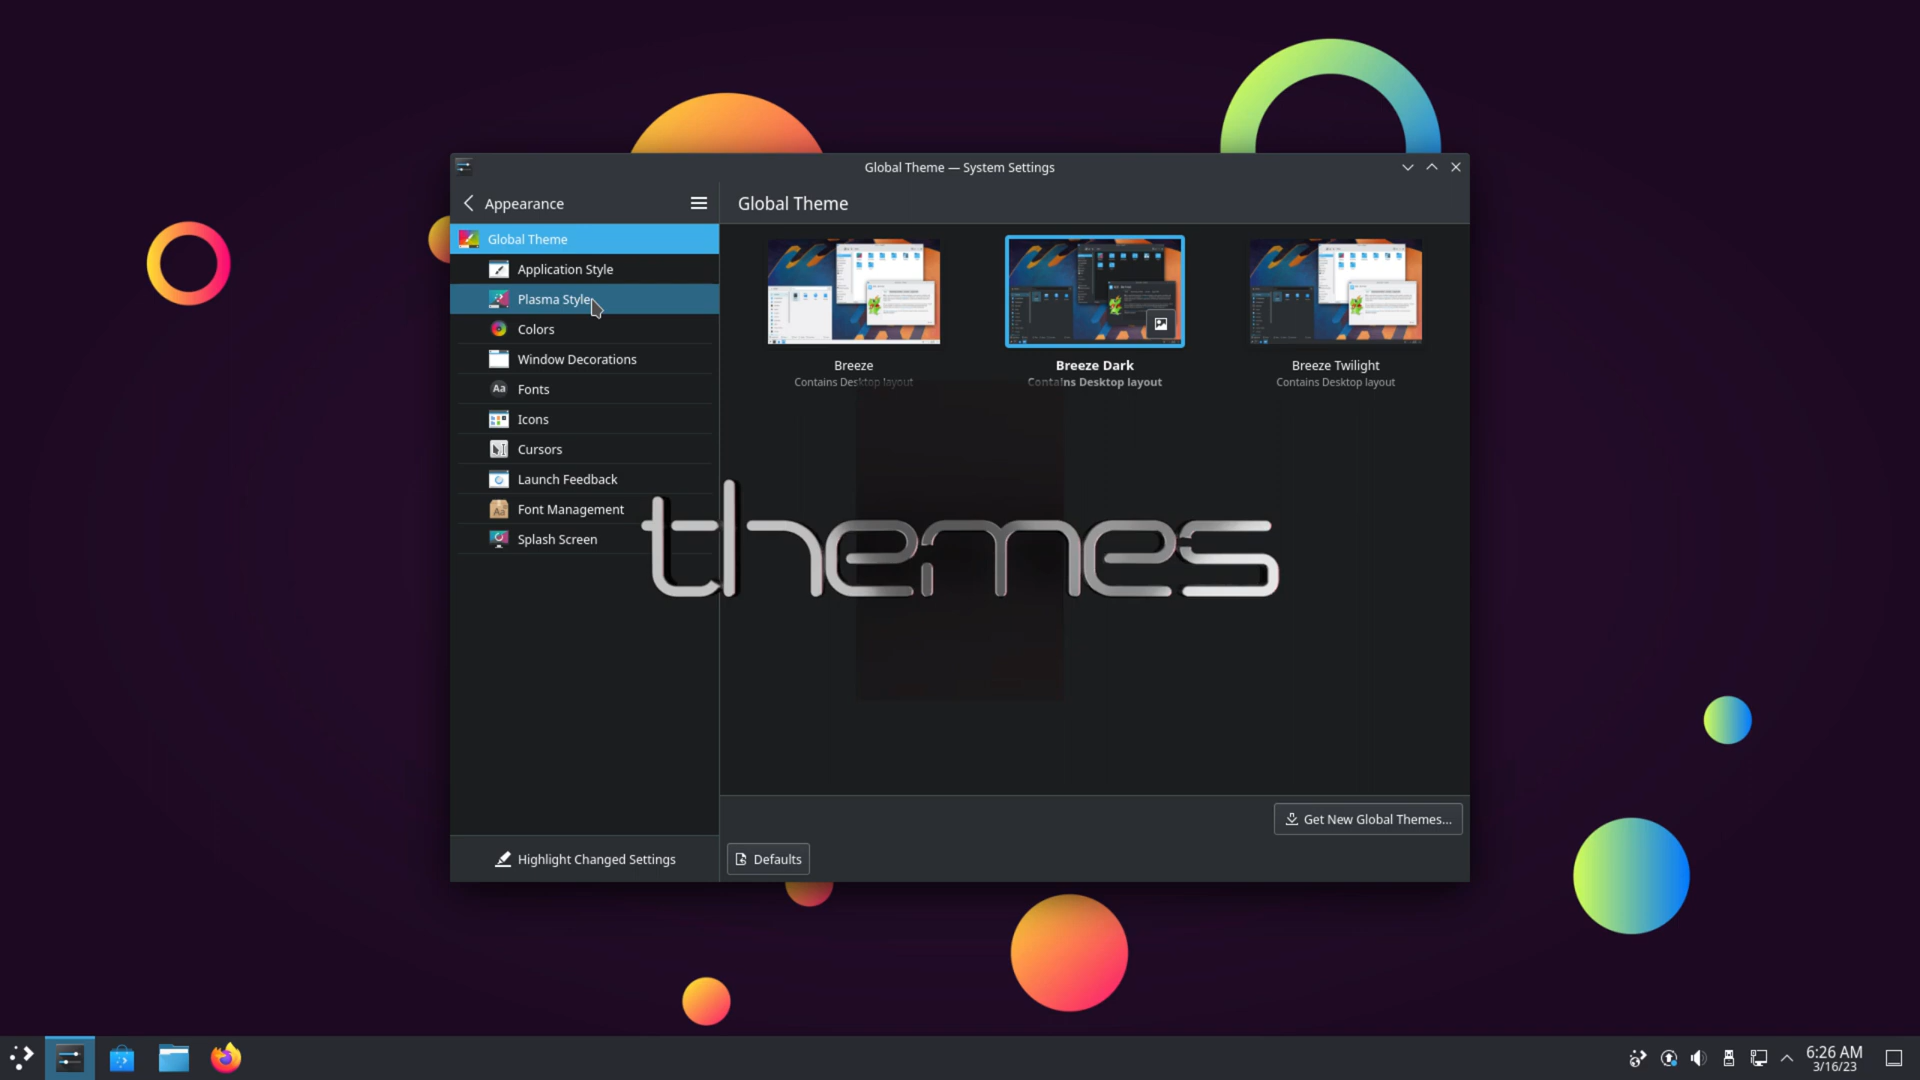 Global Theme — System Settings
Appearance
Global Theme
Global Theme
Application Style
Plasma Style
Colors
Window Decorations
Fonts
Icons
Cursors
Launch Feedback
Font Management
Splash Screen
Breeze
Contains Desktop layout
Breeze Dark
Contains Desktop layout
Breeze Twilight
Contains Desktop layout
themes
Get New Global Themes...
Highlight Changed Settings
Defaults
6:26 AM
3/16/23